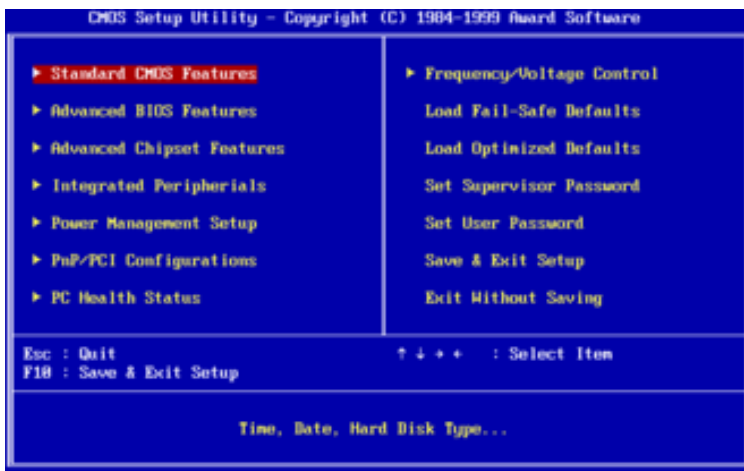 CMOS Setup Utility - Copyright (C) 1984-1999 Award Software
▶ Standard CMOS Features
▶ Advanced BIOS Features
▶ Advanced Chipset Features
▶ Integrated Peripherials
▶ Power Management Setup
▶ PnP/PCI Configurations
▶ PC Health Status
▶ Frequency/Voltage Control
Load Fail-Safe Defaults
Load Optimized Defaults
Set Supervisor Password
Set User Password
Save & Exit Setup
Exit Without Saving
Esc : Quit
F10 : Save & Exit Setup
↑ ↓ → ← : Select Item
Time, Date, Hard Disk Type...